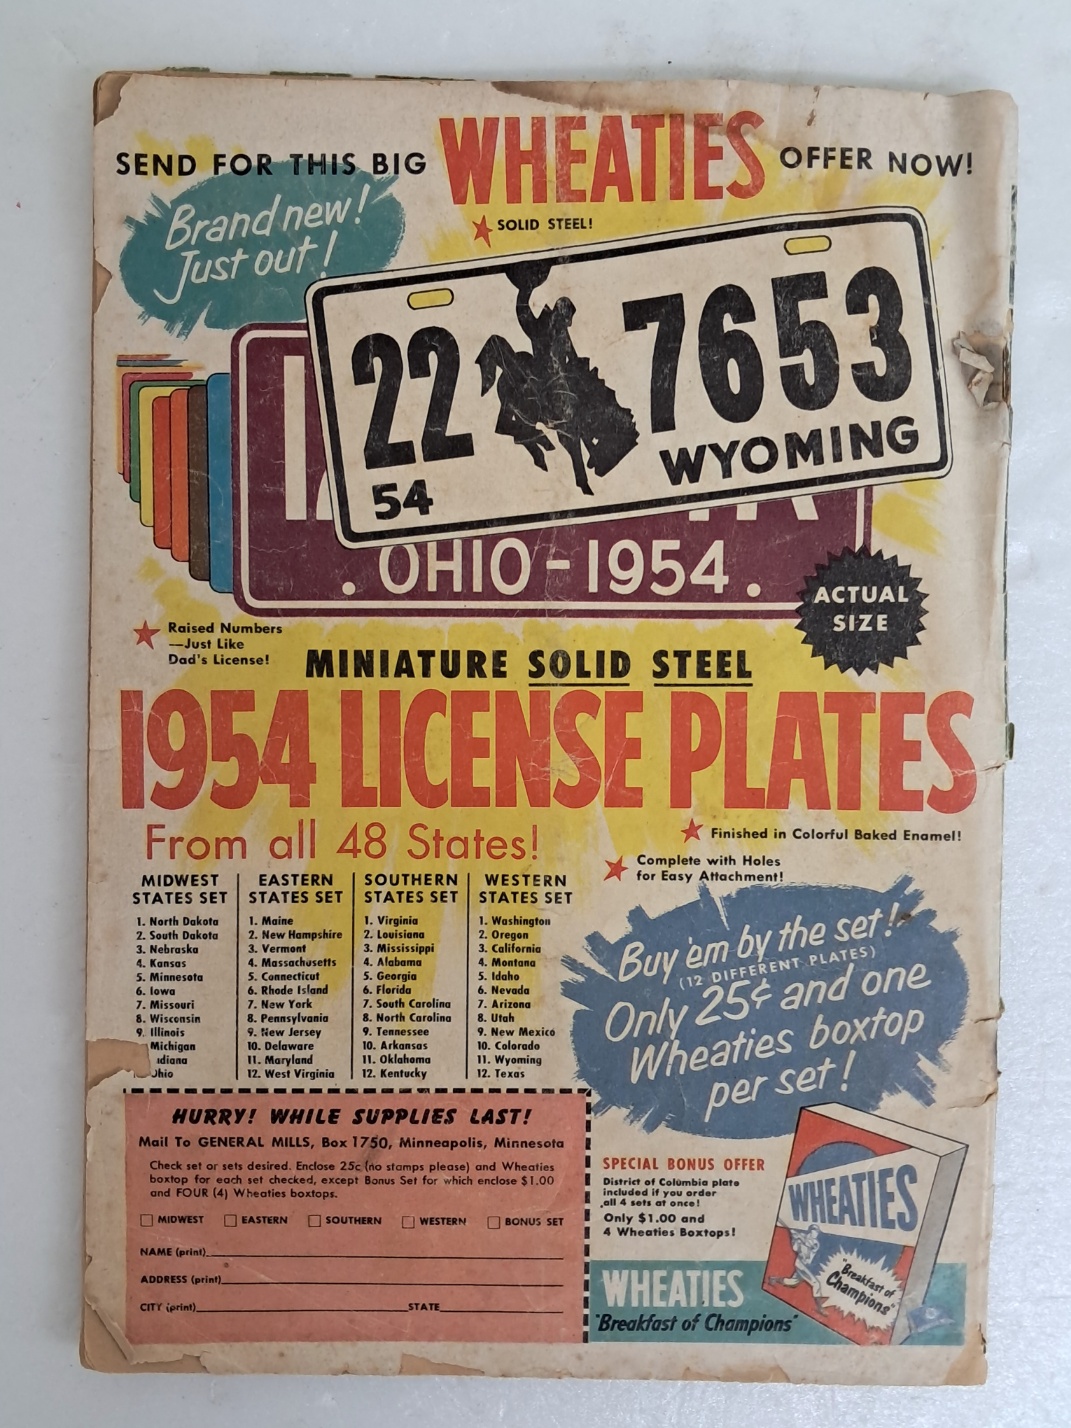 SEND FOR THIS BIG WHEATIES OFFER NOW!
Brand new!
Just out!
SOLID STEEL!
22 7653
54 WYOMING
. OHIO-1954 .
ACTUAL
SIZE
Raised Numbers
—Just Like
Dad's License!
MINIATURE SOLID STEEL
1954 LICENSE PLATES
From all 48 States!
Finished in Colorful Baked Enamel!
Complete with Holes
for Easy Attachment!
MIDWEST
STATES SET
1. North Dakota
2. South Dakota
3. Nebraska
4. Kansas
5. Minnesota
6. Iowa
7. Missouri
8. Wisconsin
9. Illinois
Michigan
diana
Ohio
EASTERN
STATES SET
1. Maine
2. New Hampshire
3. Vermont
4. Massachusetts
5. Connecticut
6. Rhode Island
7. New York
8. Pennsylvania
9. New Jersey
10. Delaware
11. Maryland
12. West Virginia
SOUTHERN
STATES SET
1. Virginia
2. Louisiana
3. Mississippi
4. Alabama
5. Georgia
6. Florida
7. South Carolina
8. North Carolina
9. Tennessee
10. Arkansas
11. Oklahoma
12. Kentucky
WESTERN
STATES SET
1. Washington
2. Oregon
3. California
4. Montana
5. Idaho
6. Nevada
7. Arizona
8. Utah
9. New Mexico
10. Colorado
11. Wyoming
12. Texas
Buy 'em by the set!
(12 DIFFERENT PLATES)
Only 25¢ and one
Wheaties boxtop
per set!
HURRY! WHILE SUPPLIES LAST!
Mail To GENERAL MILLS, Box 1750, Minneapolis, Minnesota
Check set or sets desired. Enclose 25c (no stamps please) and Wheaties
boxtop for each set checked, except Bonus Set for which enclose $1.00
and FOUR (4) Wheaties boxtops.
MIDWEST EASTERN SOUTHERN WESTERN BONUS SET
NAME (print)
ADDRESS (print)
CITY (print) STATE
SPECIAL BONUS OFFER
District of Columbia plate
included if you order
all 4 sets at once!
Only $1.00 and
4 Wheaties Boxtops!
WHEATIES
"Breakfast of Champions"
WHEATIES
"Breakfast of
Champions"